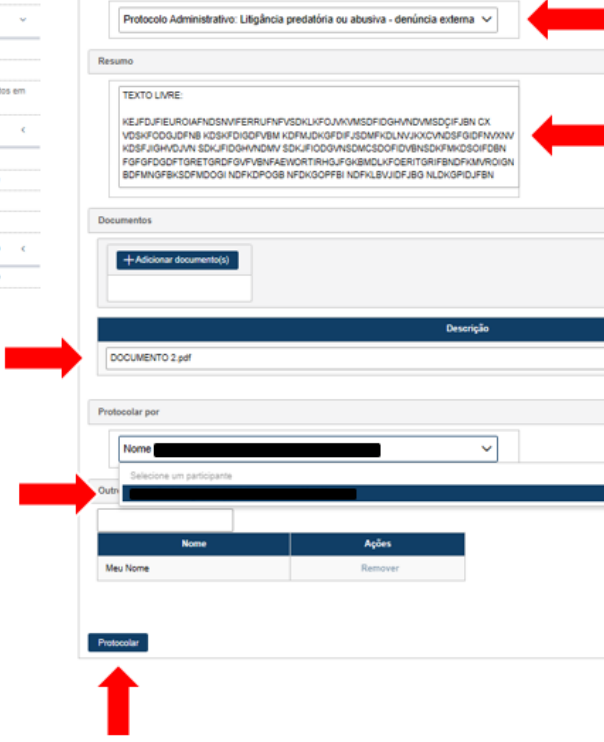 Protocolo Administrativo: Litigância predatória ou abusiva - denúncia externa
Resumo
tos em
TEXTO LIVRE:
KEJFDJFIEUROIAFNDSNVIFERRUFNFVSDKLKFOJVKVMSDFIDGHVNDVMSDÇIFJBN CX
VDSKFODGJDFNB KDSKFDIGDFVBM KDFMJDKGFDIFJSDMFKDLNVJKXCVNDSFGIDFNVXNV
KDSFJIGHVDJVN SDKJFIDGHVNDMV SDKJFIODGVNSDMCSDOFIDVBNSDKFMKDSOIFDBN
FGFGFDGDFTGRETGRDFGVFVBNFAEWORTIRHGJFGKBMDLKFOERITGRIFBNDFKMVROIGN
BDFMNGFBKSDFMDOGI NDFKDPOGB NFDKGOPFBI NDFKLBVJIDFJBG NLDKGPIDJFBN
Documentos
+Adicionar documento(s)
Descrição
DOCUMENTO 2.pdf
Protocolar por
Nome
Selecione um participante
Outr
Nome Ações
Meu Nome Remover
Protocolar